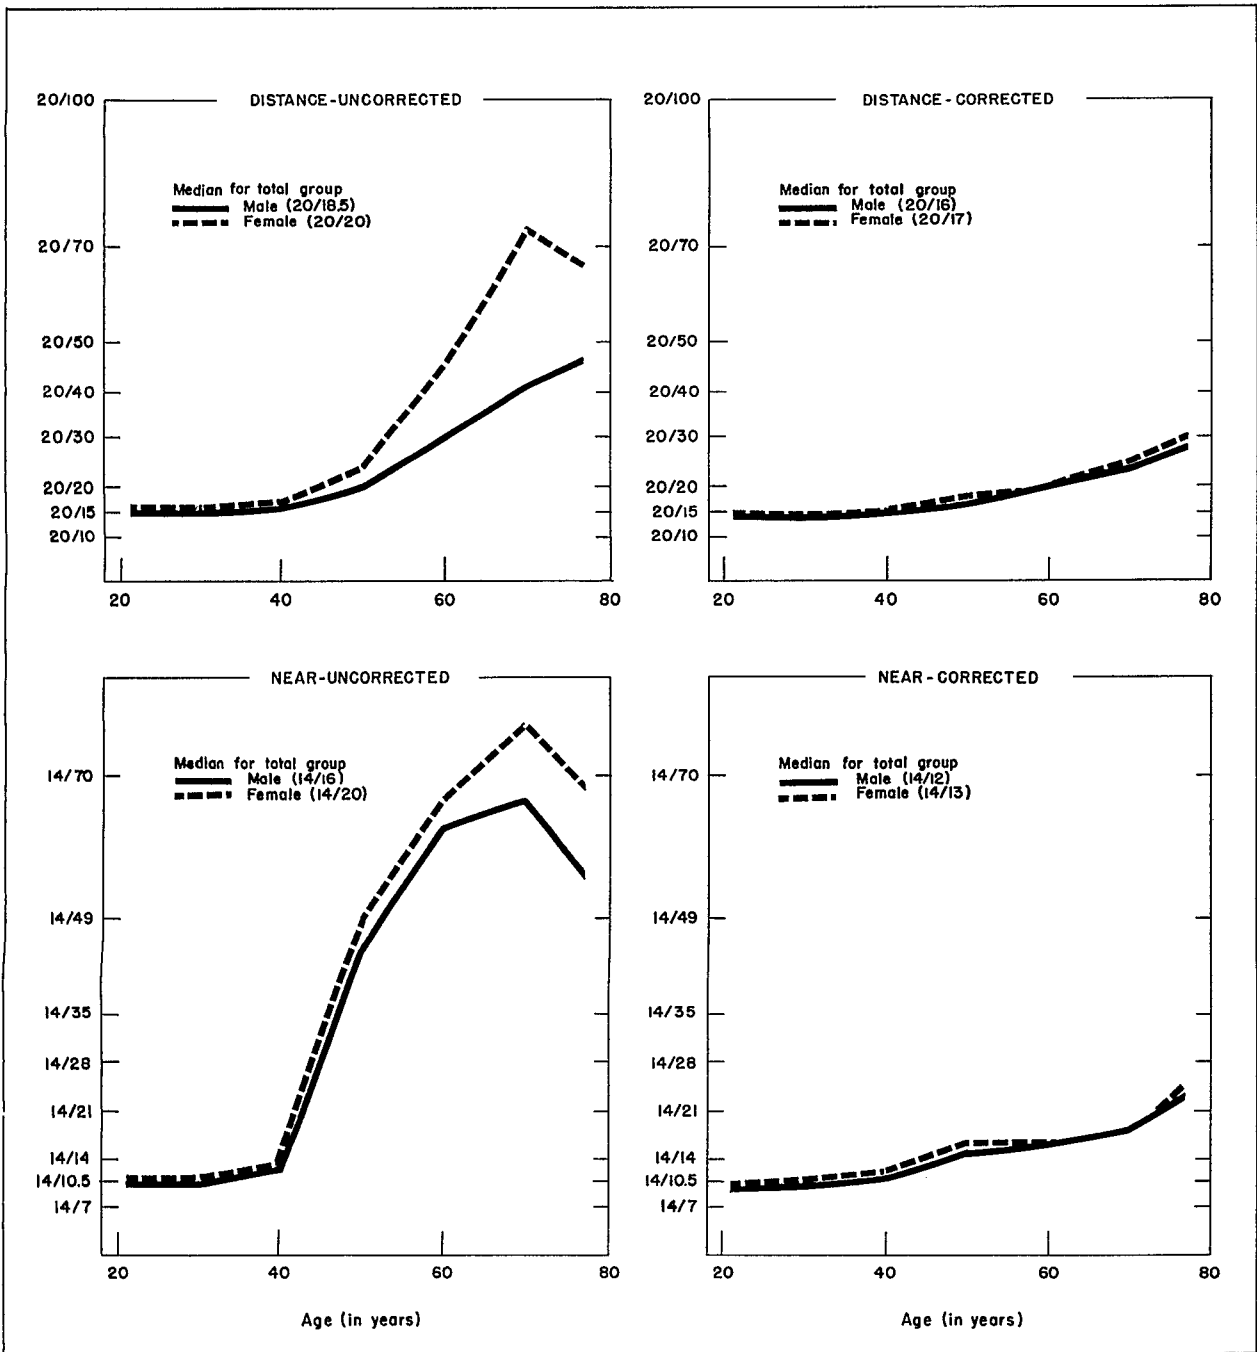 DISTANCE-UNCORRECTED
20/100
20/70
20/50
20/40
20/30
20/20
20/15
20/10
Median for total group
Male (20/18.5)
Female (20/20)
20 40 60 80
DISTANCE-CORRECTED
20/100
20/70
20/50
20/40
20/30
20/20
20/15
20/10
Median for total group
Male (20/16)
Female (20/17)
20 40 60 80
NEAR-UNCORRECTED
14/70
14/49
14/35
14/28
14/21
14/14
14/10.5
14/7
Median for total group
Male (14/16)
Female (14/20)
20 40 60 80
Age (in years)
NEAR-CORRECTED
14/70
14/49
14/35
14/28
14/21
14/14
14/10.5
14/7
Median for total group
Male (14/12)
Female (14/13)
20 40 60 80
Age (in years)